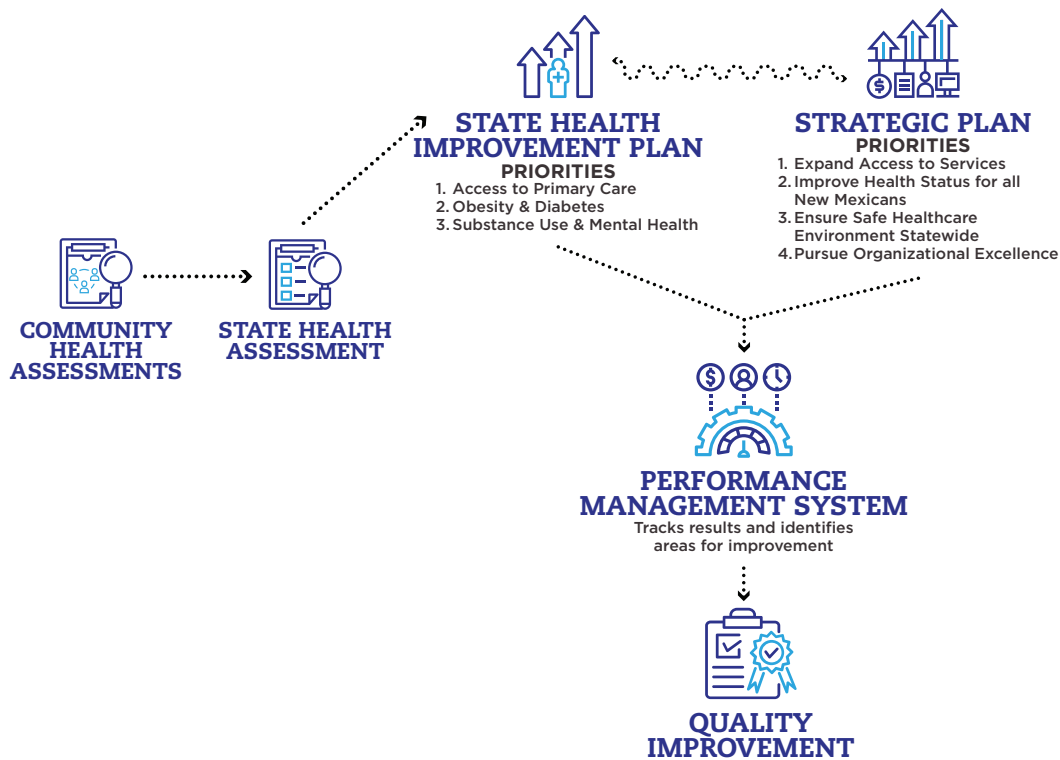 STATE HEALTH
IMPROVEMENT PLAN
PRIORITIES
1. Access to Primary Care
2. Obesity & Diabetes
3. Substance Use & Mental Health
STRATEGIC PLAN
PRIORITIES
1. Expand Access to Services
2. Improve Health Status for all
New Mexicans
3. Ensure Safe Healthcare
Environment Statewide
4. Pursue Organizational Excellence
COMMUNITY
HEALTH
ASSESSMENTS
STATE HEALTH
ASSESSMENT
$
$
PERFORMANCE
MANAGEMENT SYSTEM
Tracks results and identifies
areas for improvement
QUALITY
IMPROVEMENT